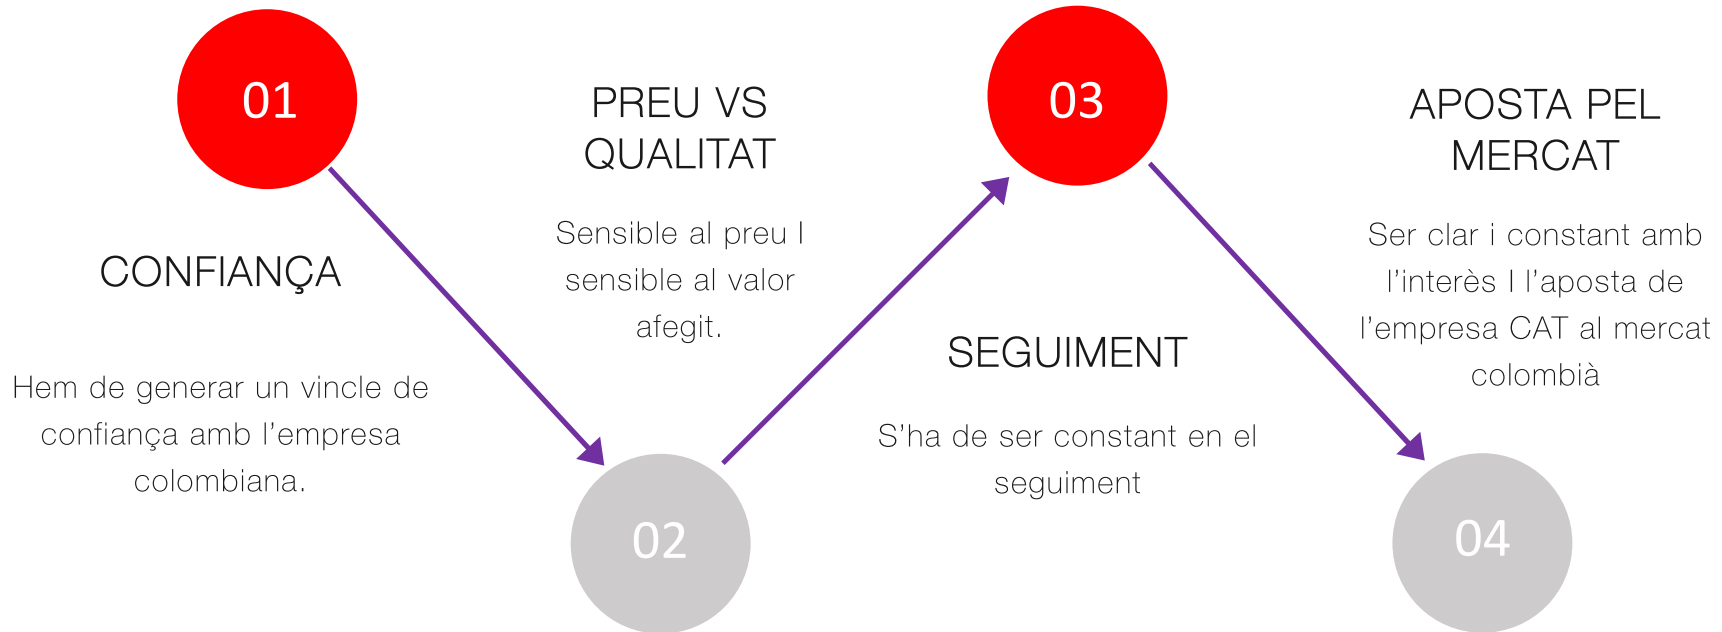 01
CONFIANÇA
Hem de generar un vincle de
confiança amb l’empresa
colombiana.
PREU VS
QUALITAT
Sensible al preu I
sensible al valor
afegit.
02
03
SEGUIMENT
S’ha de ser constant en el
seguiment
APOSTA PEL
MERCAT
Ser clar i constant amb
l’interès I l’aposta de
l’empresa CAT al mercat
colombià
04